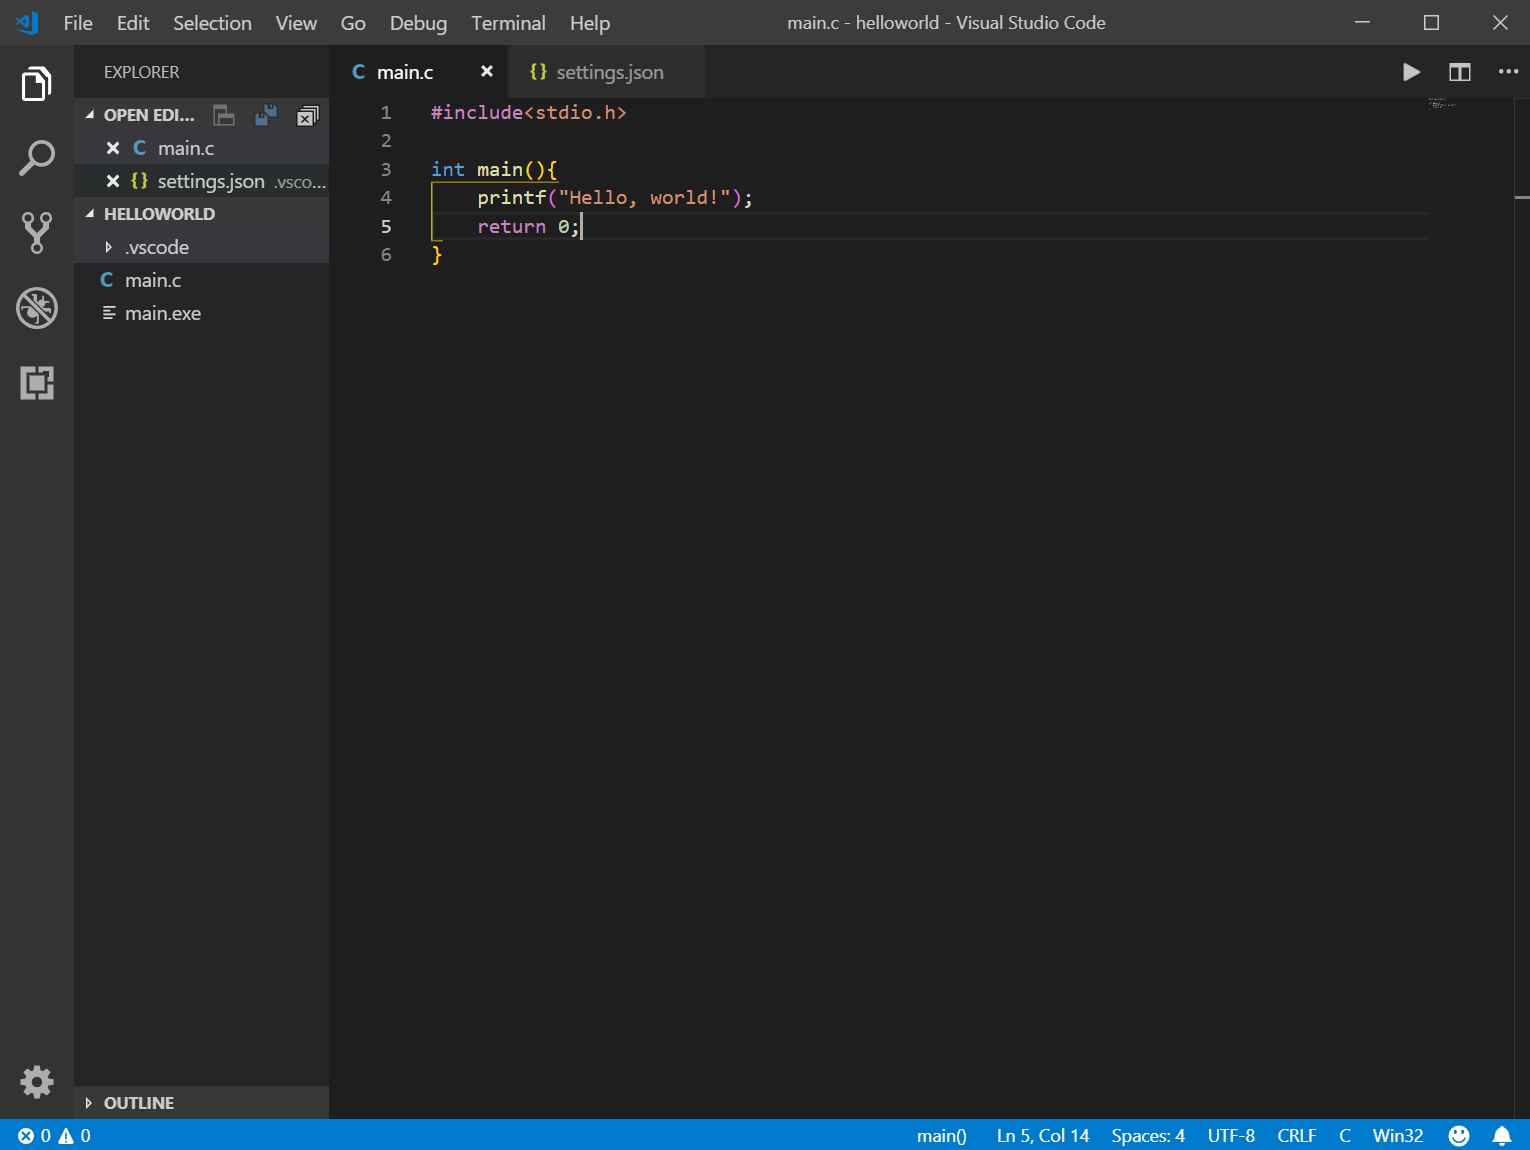 File Edit Selection View Go Debug Terminal Help
main.c - helloworld - Visual Studio Code
EXPLORER
OPEN EDI...
C main.c
{} settings.json .vsco...
HELLOWORLD
.vscode
C main.c
main.exe
OUTLINE
C main.c
{} settings.json
1 #include<stdio.h>
2
3 int main(){
4     printf("Hello, world!");
5     return 0;
6 }
0 0
main() Ln 5, Col 14 Spaces: 4 UTF-8 CRLF C Win32